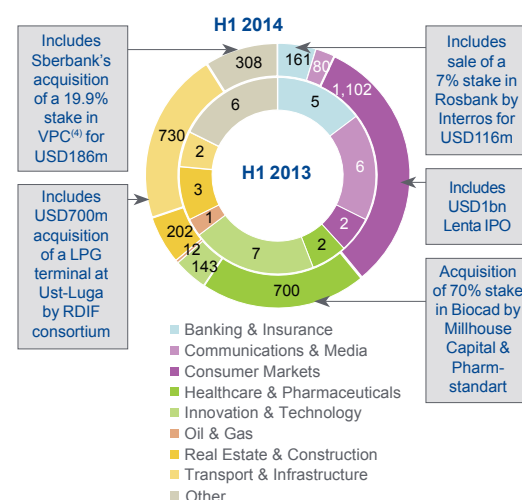 H1 2014
Includes
Sberbank's
acquisition
of a 19.9%
stake in
VPC(4) for
USD186m
Includes
USD700m
acquisition
of a LPG
terminal at
Ust-Luga
by RDIF
consortium
308
161
80
1,102
730
202
12
143
700
6
5
6
2
2
7
1
3
2
H1 2013
Includes
sale of a
7% stake in
Rosbank by
Interros for
USD116m
Includes
USD1bn
Lenta IPO
Acquisition
of 70% stake
in Biocad by
Millhouse
Capital &
Pharm-
standart
Banking & Insurance
Communications & Media
Consumer Markets
Healthcare & Pharmaceuticals
Innovation & Technology
Oil & Gas
Real Estate & Construction
Transport & Infrastructure
Other